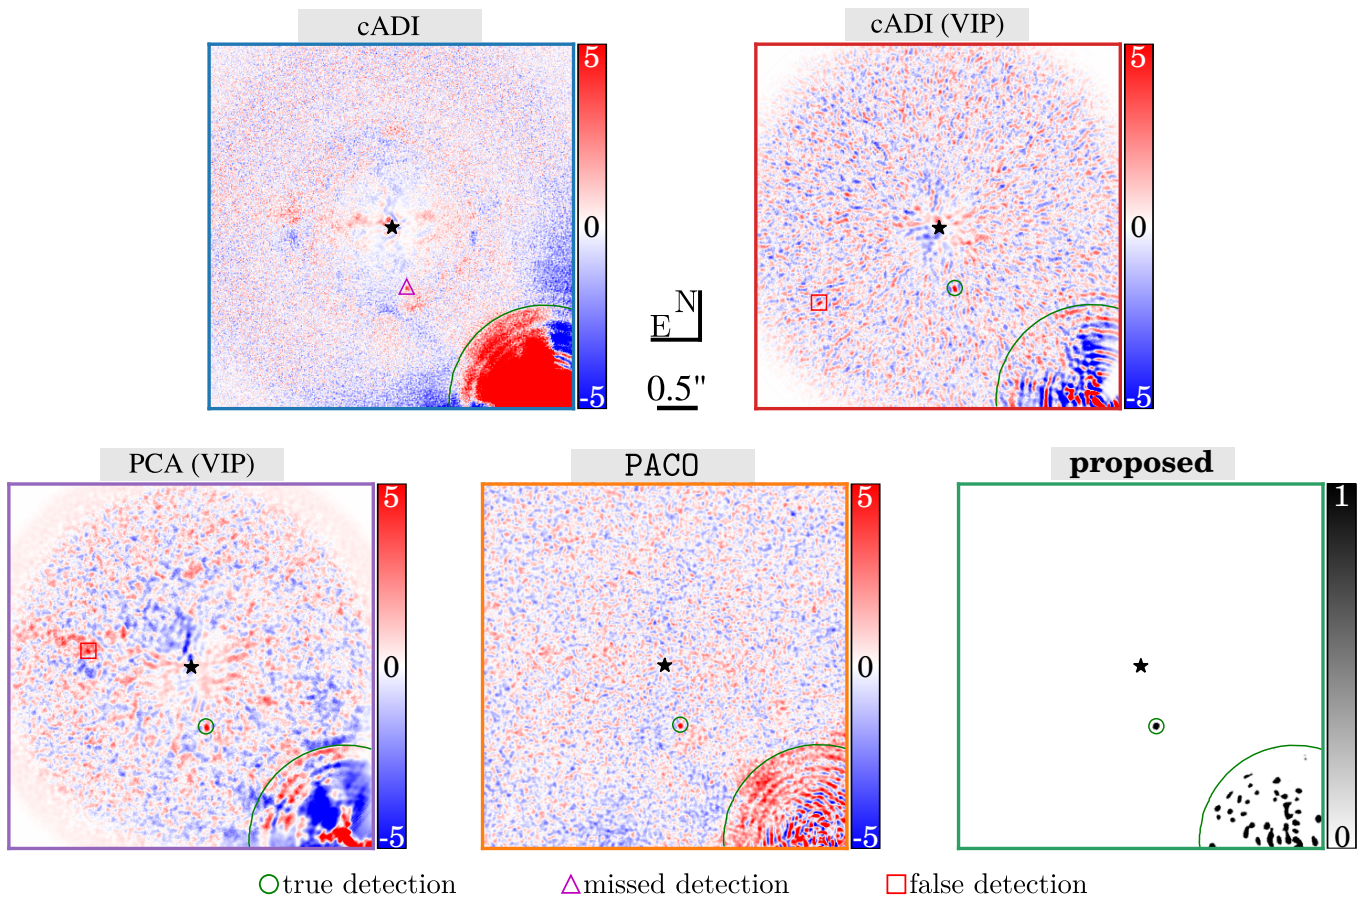 cADI
cADI (VIP)
5
0
-5
5
0
-5
N
E
0.5"
PCA (VIP)
PACO
proposed
5
0
-5
5
0
-5
1
0
true detection
missed detection
false detection